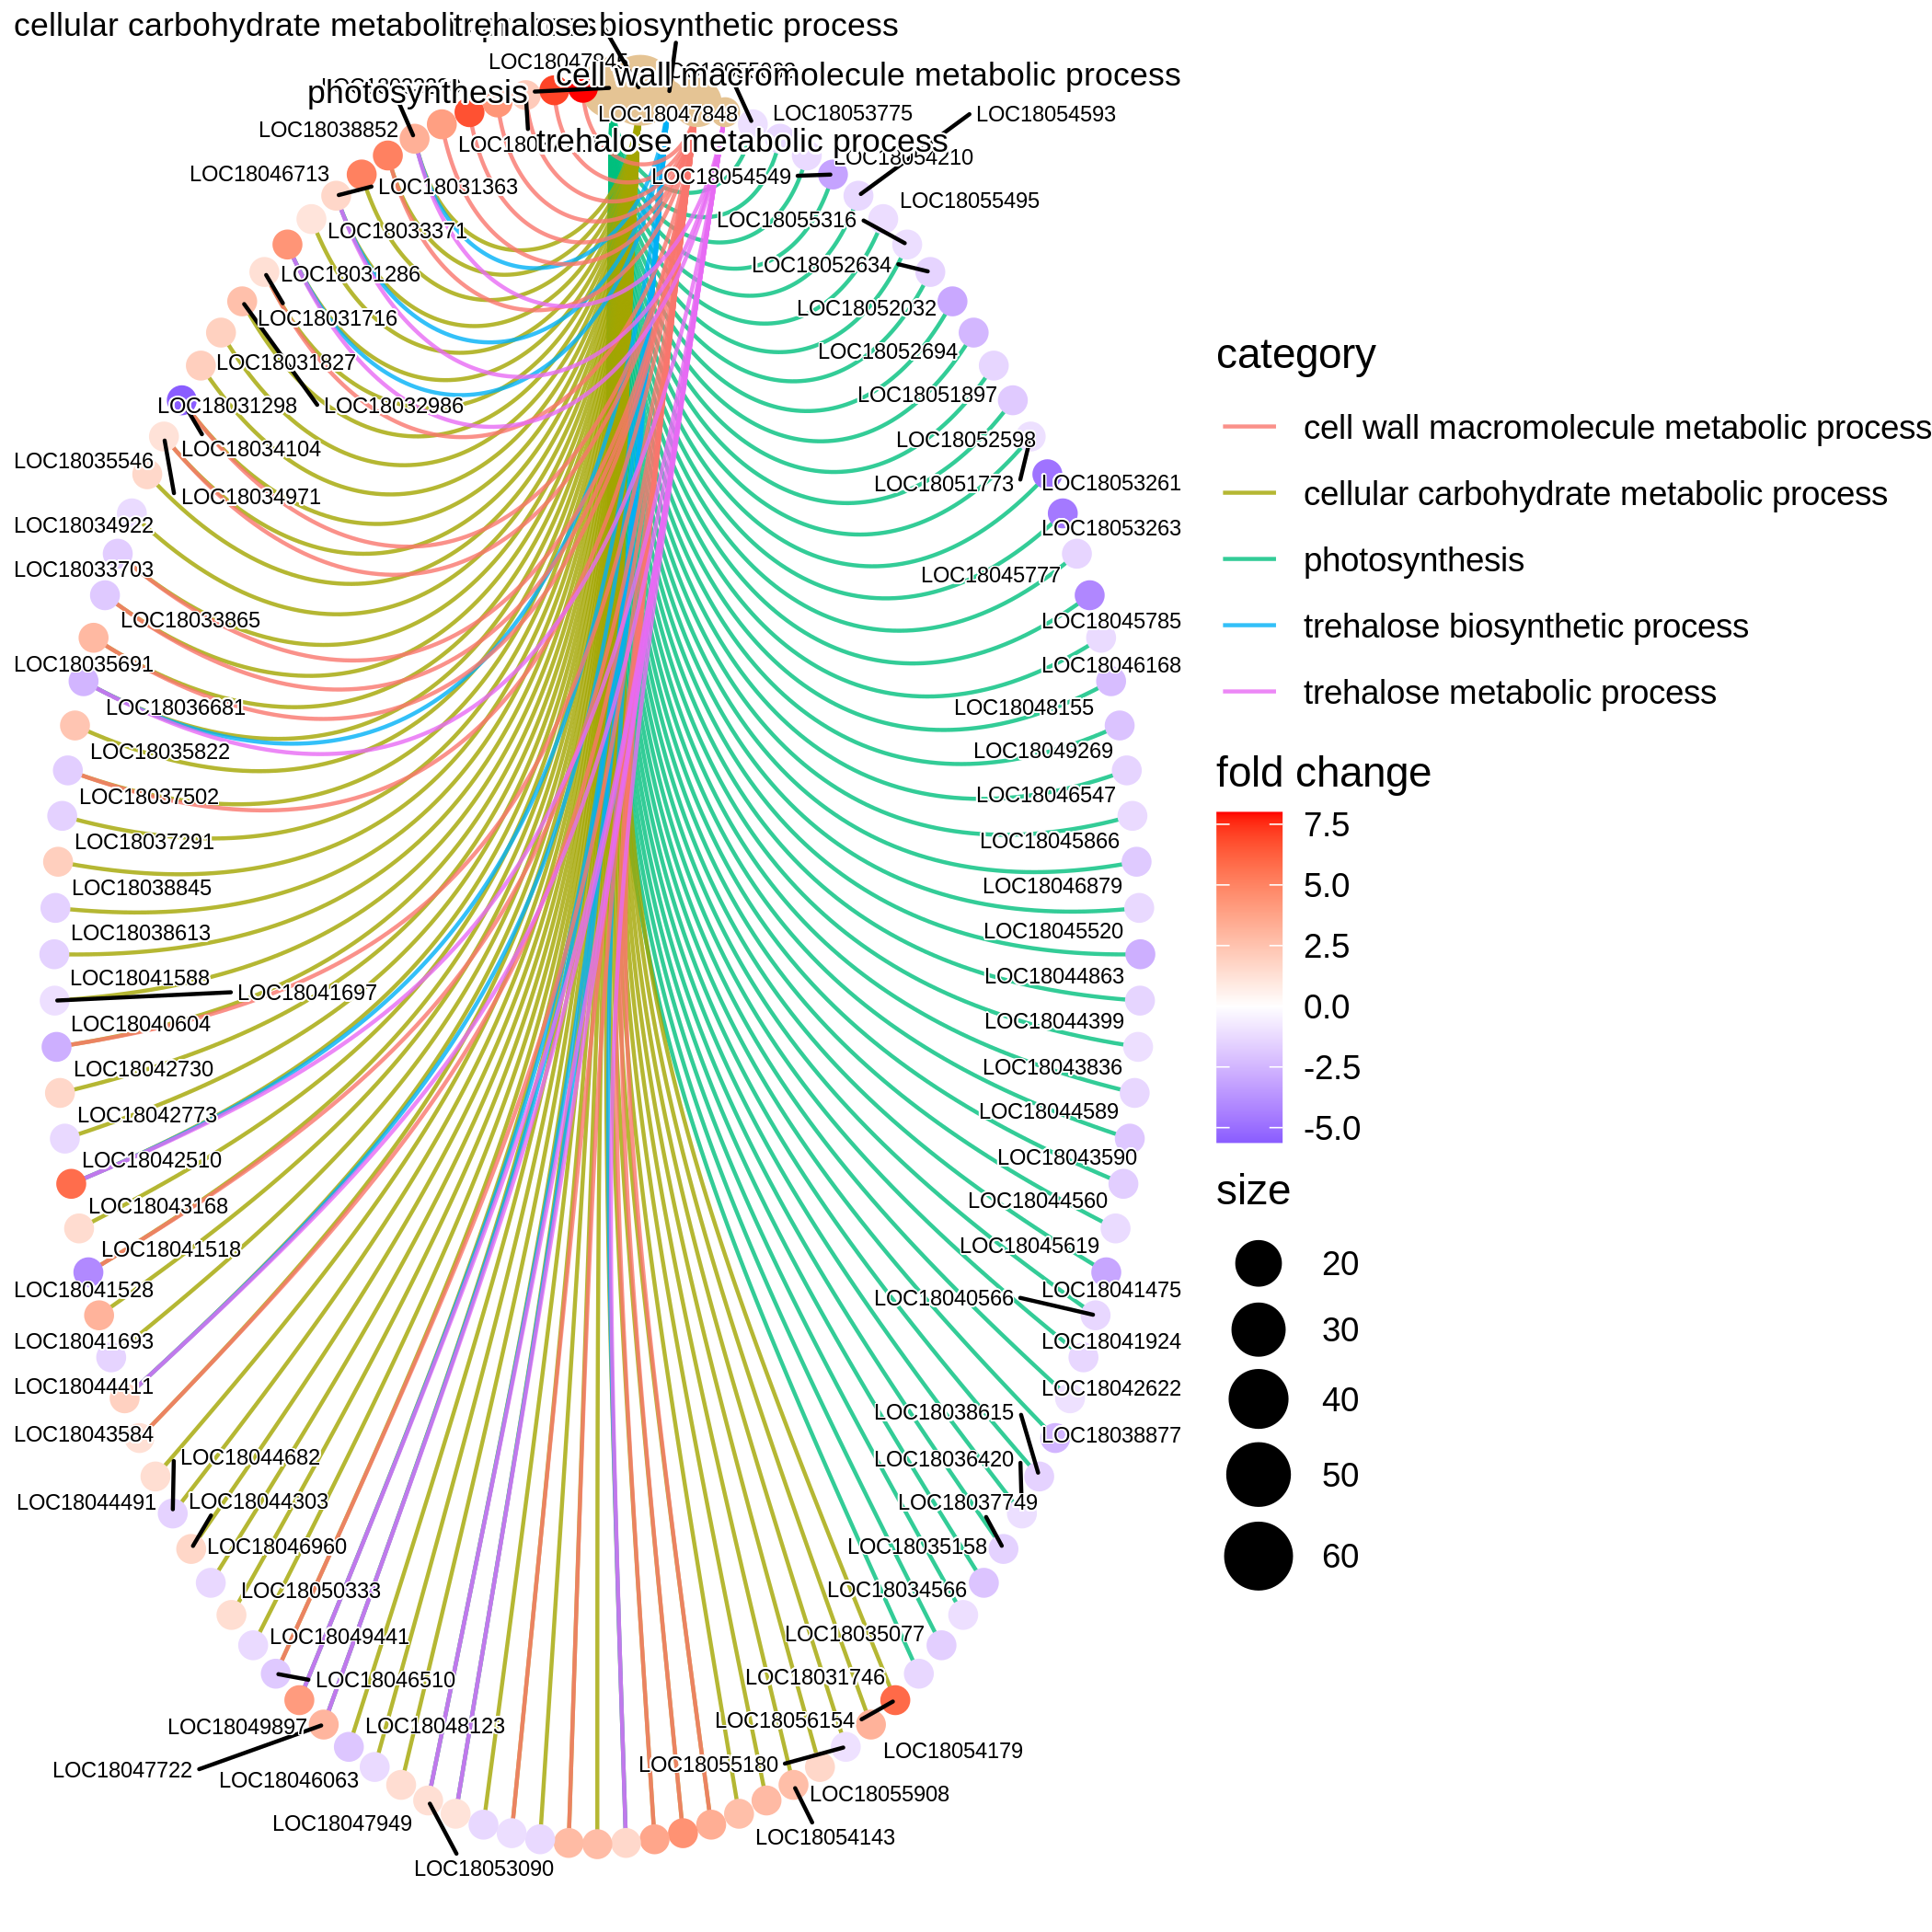 cellular carbohydrate
trehalose biosynthetic process
LOC18047845
cell wall macromolecule metabolic process
photosynthesis
LOC18047848
LOC18053775
LOC18054593
LOC18038852
trehalose metabolic process
LOC18054210
LOC18046713
LOC18031363
LOC18054549
LOC18055495
LOC18033371
LOC18055316
LOC18031286
LOC18052634
LOC18031716
LOC18052032
LOC18031827
LOC18052694
LOC18031298
LOC18032986
LOC18051897
LOC18034104
LOC18052598
LOC18035546
LOC18034971
LOC18051773
LOC18053261
LOC18034922
LOC18053263
LOC18033703
LOC18045777
LOC18033865
LOC18045785
LOC18035691
LOC18046168
LOC18036681
LOC18048155
LOC18035822
LOC18049269
LOC18037502
LOC18046547
LOC18037291
LOC18045866
LOC18038845
LOC18046879
LOC18038613
LOC18045520
LOC18041588
LOC18041697
LOC18044863
LOC18040604
LOC18044399
LOC18042730
LOC18043836
LOC18042773
LOC18044589
LOC18042510
LOC18043590
LOC18043168
LOC18044560
LOC18041518
LOC18045619
LOC18041528
LOC18040566
LOC18041475
LOC18041693
LOC18041924
LOC18044411
LOC18042622
LOC18043584
LOC18038615
LOC18038877
LOC18044682
LOC18036420
LOC18044491
LOC18044303
LOC18037749
LOC18046960
LOC18035158
LOC18050333
LOC18034566
LOC18049441
LOC18035077
LOC18046510
LOC18031746
LOC18049897
LOC18048123
LOC18056154
LOC18054179
LOC18047722
LOC18046063
LOC18055180
LOC18055908
LOC18047949
LOC18054143
LOC18053090
category
cell wall macromolecule metabolic process
cellular carbohydrate metabolic process
photosynthesis
trehalose biosynthetic process
trehalose metabolic process
fold change
7.5
5.0
2.5
0.0
-2.5
-5.0
size
20
30
40
50
60